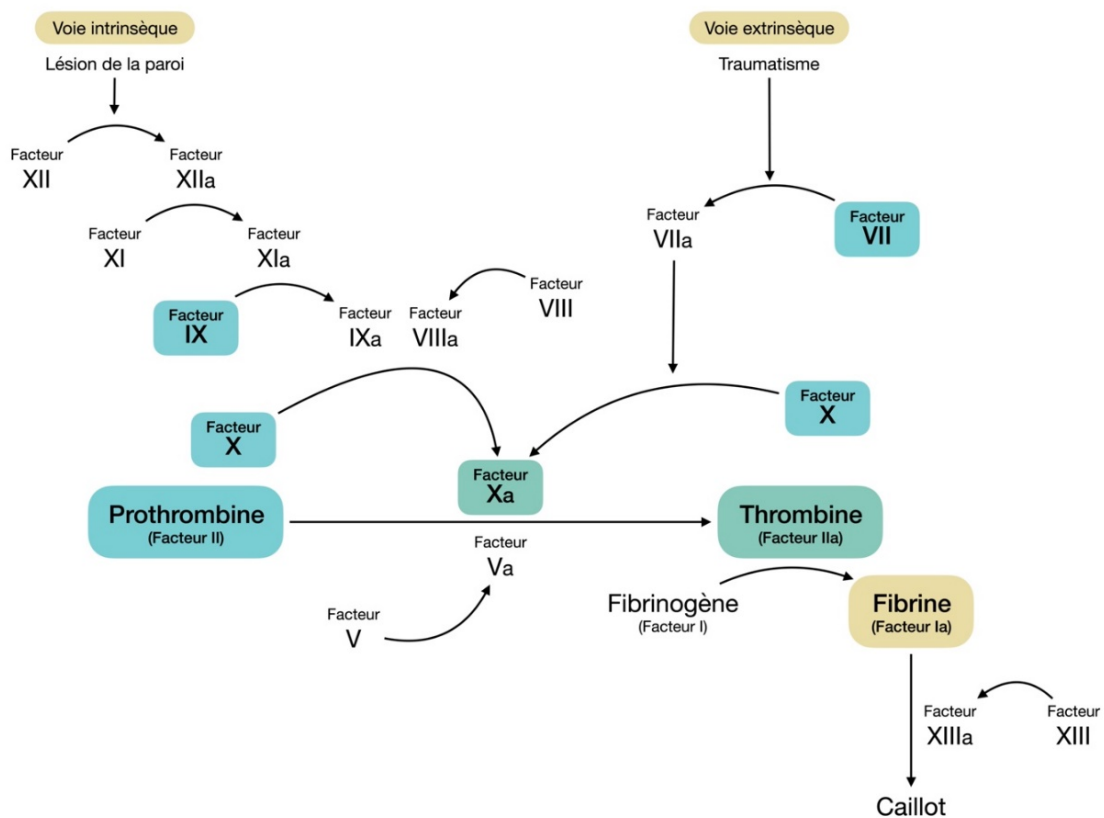 Voie intrinsèque
Lésion de la paroi
Voie extrinsèque
Traumatisme
Facteur
XII
Facteur
XIIa
Facteur
XI
Facteur
XIa
Facteur
VIIa
Facteur
VII
Facteur
IX
Facteur
IXa
Facteur
VIIIa
Facteur
VIII
Facteur
X
Facteur
X
Facteur
Xa
Prothrombine
(Facteur II)
Thrombine
(Facteur IIa)
Facteur
Va
Facteur
V
Fibrinogène
(Facteur I)
Fibrine
(Facteur Ia)
Facteur
XIIIa
Facteur
XIII
Caillot